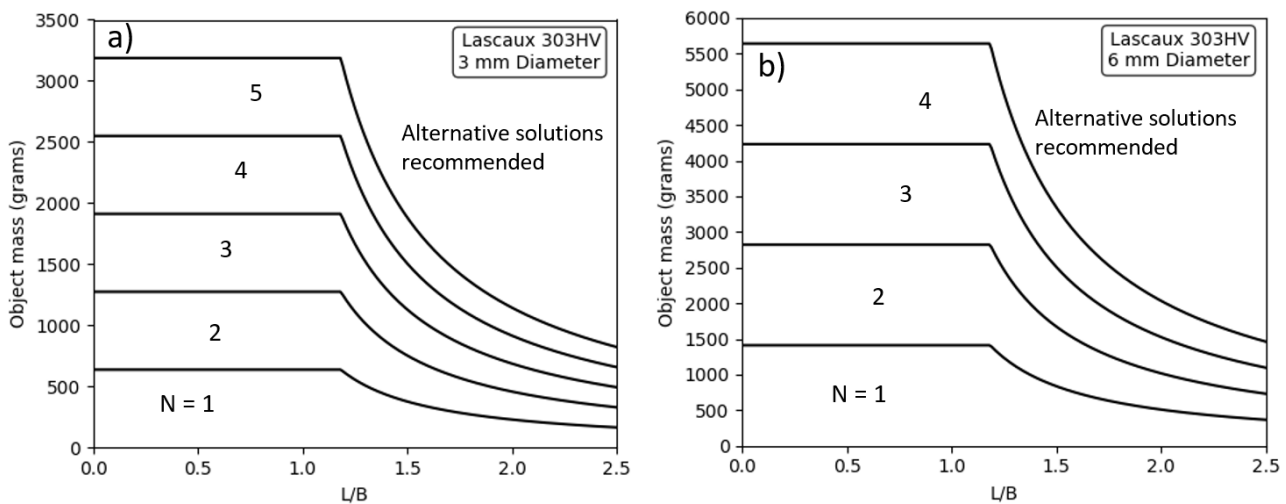 a)
Lascaux 303HV
3 mm Diameter
Alternative solutions
recommended
5
4
3
2
N = 1
3500
3000
2500
2000
1500
1000
500
0
0.0 0.5 1.0 1.5 2.0 2.5
Object mass (grams)
L/B
b)
Lascaux 303HV
6 mm Diameter
Alternative solutions
recommended
4
3
2
N = 1
6000
5500
5000
4500
4000
3500
3000
2500
2000
1500
1000
500
0
0.0 0.5 1.0 1.5 2.0 2.5
Object mass (grams)
L/B